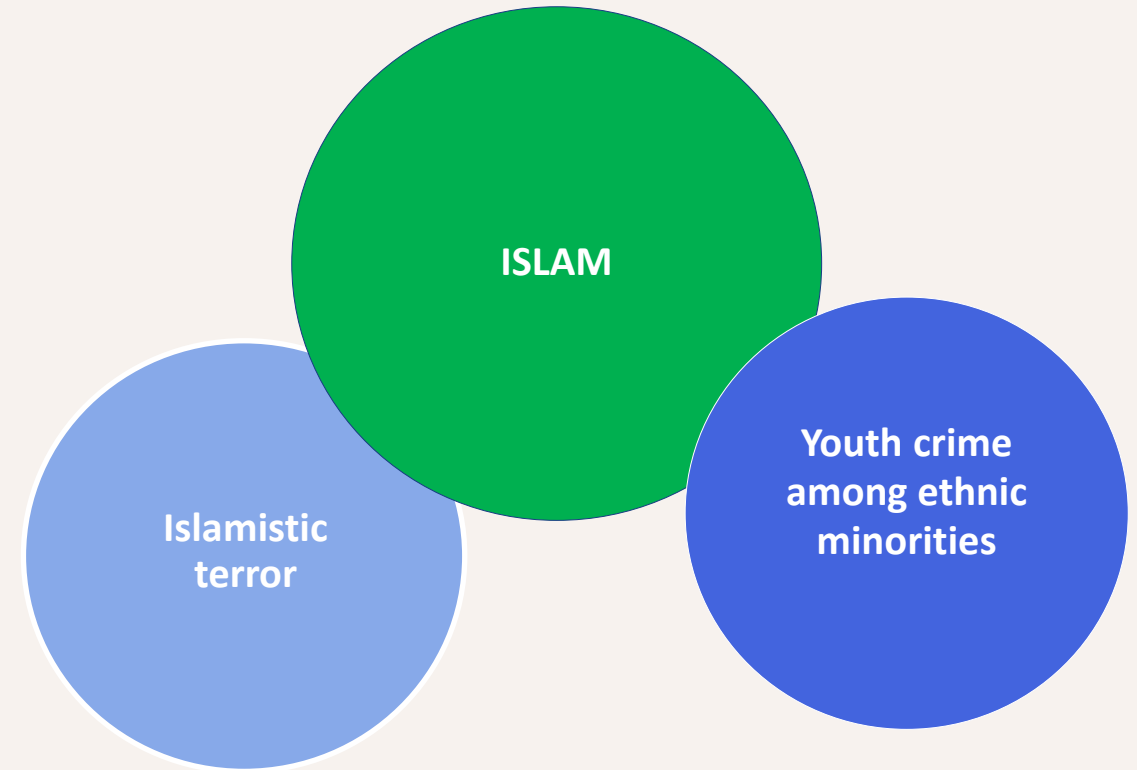 ISLAM
Islamistic
terror
Youth crime
among ethnic
minorities